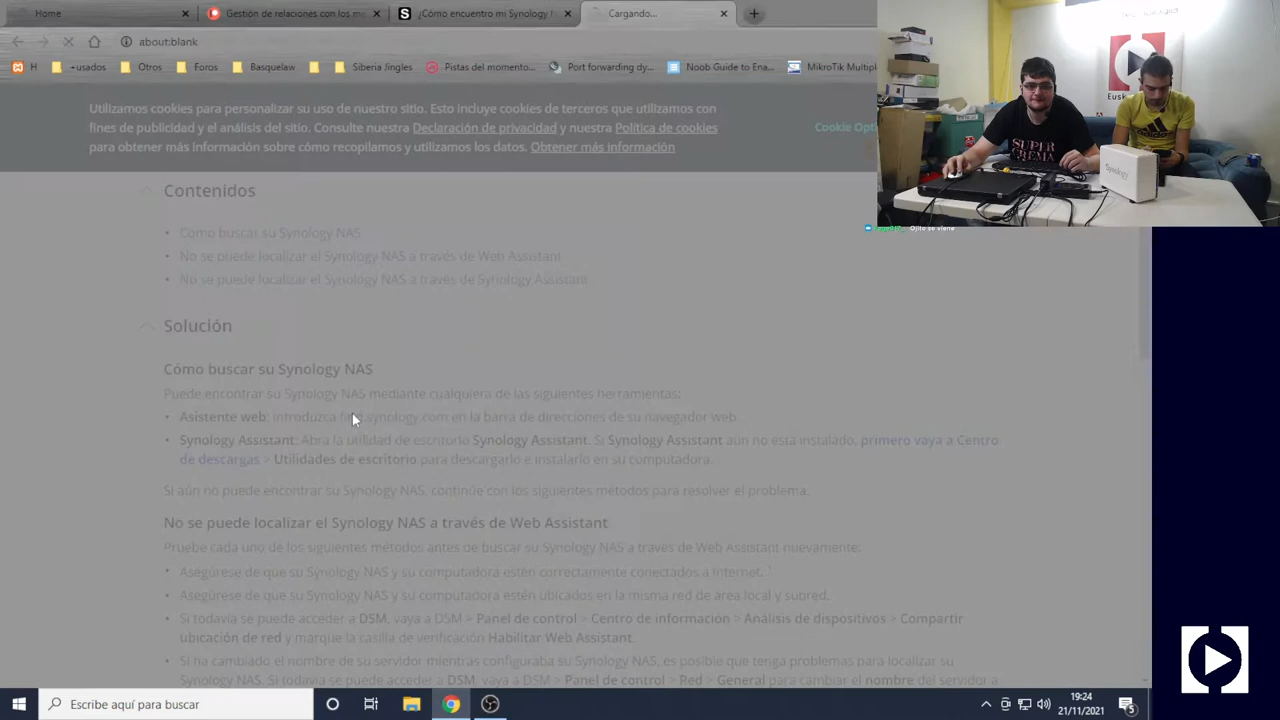 Home
Gestión de relaciones con los me
¿Cómo encuentro mi Synology
Cargando...
about:blank
H
+usados
Otros
Foros
Basquelaw
Siberia Jingles
Pistas del momento...
Port forwarding dy...
Noob Guide to Ena...
MikroTik Multiple
Utilizamos cookies para personalizar su uso de nuestro sitio. Esto incluye cookies de terceros que utilizamos con
fines de publicidad y el análisis del sitio. Consulte nuestra Declaración de privacidad y nuestra Política de cookies
para obtener más información sobre cómo recopilamos y utilizamos los datos. Obtener más información
Cookie Opt
SUPER
CREMA
adidas
Synology
Eusk
Ojito se viene
Contenidos
Cómo buscar su Synology NAS
No se puede localizar el Synology NAS a través de Web Assistant
No se puede localizar el Synology NAS a través de Synology Assistant
Solución
Cómo buscar su Synology NAS
Puede encontrar su Synology NAS mediante cualquiera de las siguientes herramientas:
Asistente web: Introduzca find.synology.com en la barra de direcciones de su navegador web.
Synology Assistant: Abra la utilidad de escritorio Synology Assistant. Si Synology Assistant aún no está instalado, primero vaya a Centro
de descargas > Utilidades de escritorio para descargarlo e instalarlo en su computadora.
Si aún no puede encontrar su Synology NAS, continúe con los siguientes métodos para resolver el problema.
No se puede localizar el Synology NAS a través de Web Assistant
Pruebe cada uno de los siguientes métodos antes de buscar su Synology NAS a través de Web Assistant nuevamente:
Asegúrese de que su Synology NAS y su computadora estén correctamente conectados a Internet.
Asegúrese de que su Synology NAS y su computadora estén ubicados en la misma red de área local y subred.
Si todavía se puede acceder a DSM, vaya a DSM > Panel de control > Centro de información > Análisis de dispositivos > Compartir
ubicación de red y marque la casilla de verificación Habilitar Web Assistant.
Si ha cambiado el nombre de su servidor mientras configuraba su Synology NAS, es posible que tenga problemas para localizar su
Synology NAS. Si todavía se puede acceder a DSM, vaya a DSM > Panel de control > Red > General para cambiar el nombre del servidor a
Escribe aquí para buscar
19:24
21/11/2021
5